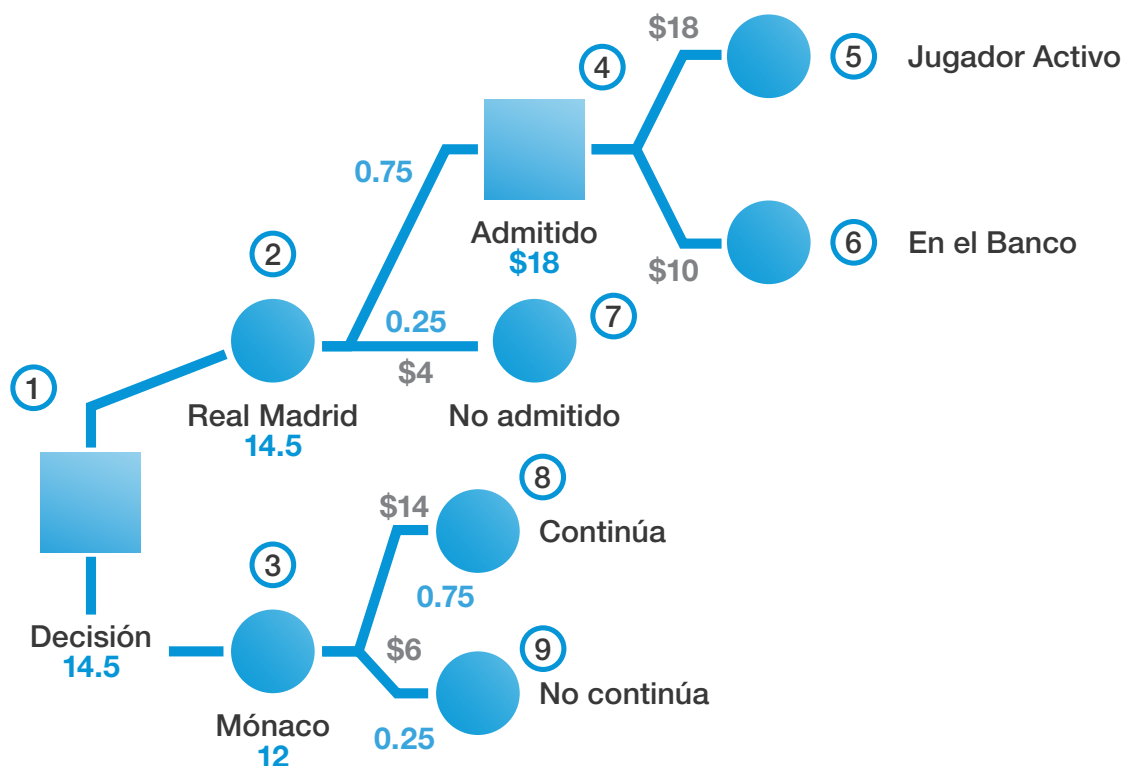 $18
5
Jugador Activo
4
0.75
Admitido
$18
6
En el Banco
$10
2
7
0.25
$4
1
Real Madrid
14.5
No admitido
8
$14
Continúa
3
0.75
Decisión
14.5
$6
9
No continúa
Mónaco
12
0.25